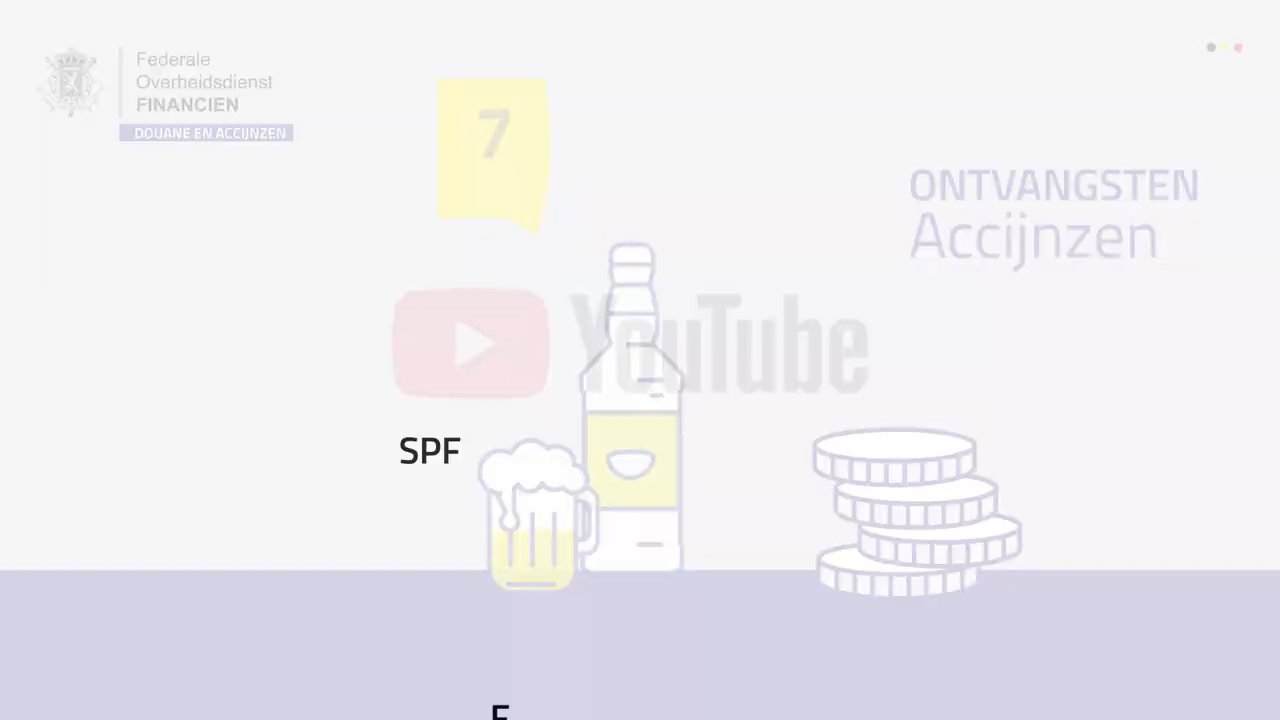 Federale
Overheidsdienst
FINANCIEN
DOUANE EN ACCIJNZEN
7
ONTVANGSTEN
Accijnzen
YouTube
SPF